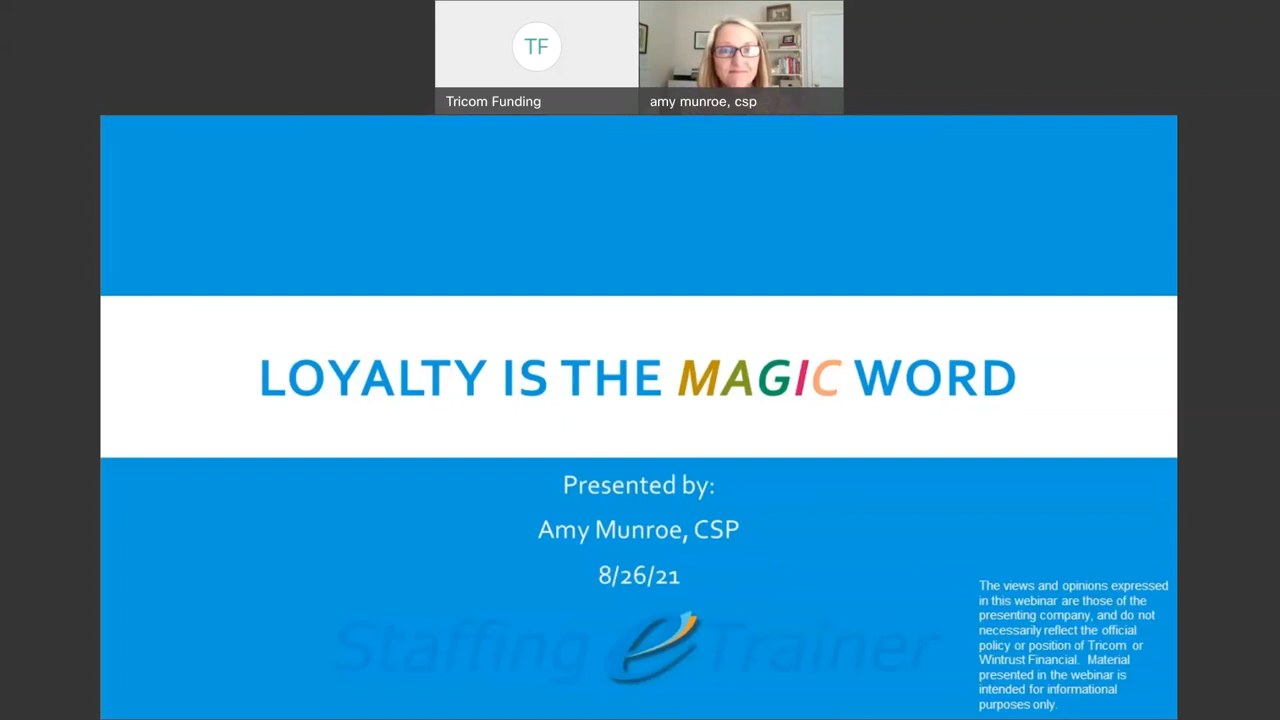 TF
Tricom Funding
amy munroe, csp
LOYALTY IS THE MAGIC WORD
Presented by:
Amy Munroe, CSP
8/26/21
Staffing e Trainer
The views and opinions expressed
in this webinar are those of the
presenting company, and do not
necessarily reflect the official
policy or position of Tricom or
Wintrust Financial. Material
presented in the webinar is
intended for informational
purposes only.